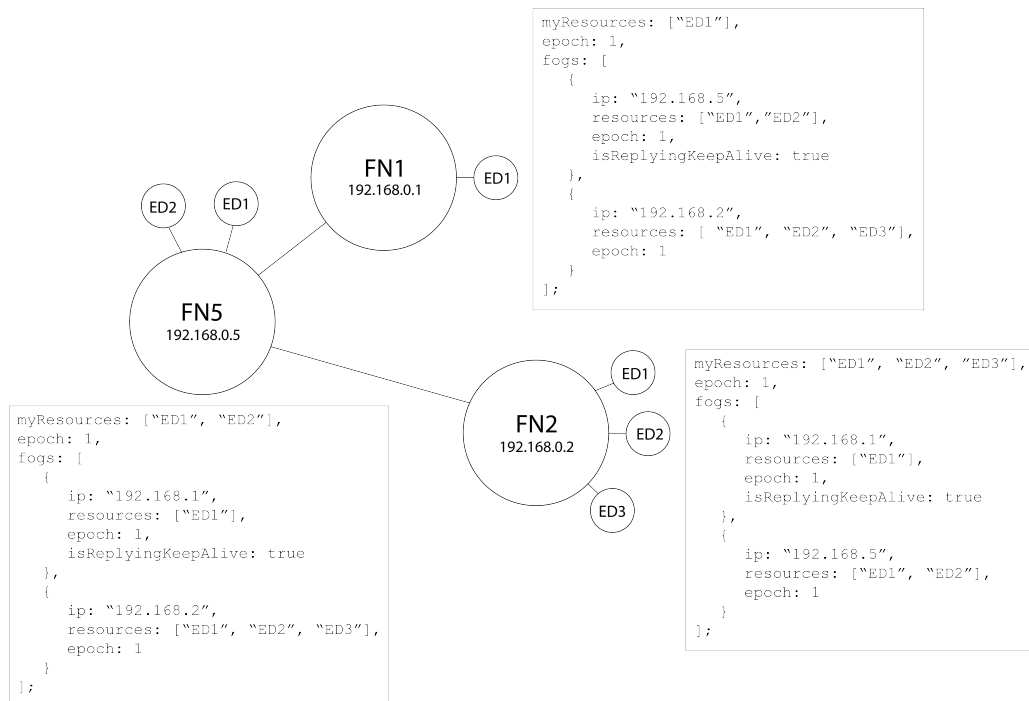 myResources: [“ED1”],
epoch: 1,
fogs: [
{
ip: “192.168.5”,
resources: [“ED1”,”ED2”],
epoch: 1,
isReplyingKeepAlive: true
},
{
ip: “192.168.2”,
resources: [ “ED1”, “ED2”, “ED3”],
epoch: 1
}
];
FN1
192.168.0.1
ED1
ED2
ED1
FN5
192.168.0.5
FN2
192.168.0.2
ED1
ED2
ED3
myResources: [“ED1”, “ED2”, ”ED3”],
epoch: 1,
fogs: [
{
ip: “192.168.1”,
resources: [“ED1”],
epoch: 1,
isReplyingKeepAlive: true
},
{
ip: “192.168.5”,
resources: [“ED1”, “ED2”],
epoch: 1
}
];
myResources: [“ED1”, “ED2”],
epoch: 1,
fogs: [
{
ip: “192.168.1”,
resources: [“ED1”],
epoch: 1,
isReplyingKeepAlive: true
},
{
ip: “192.168.2”,
resources: [“ED1”, “ED2”, “ED3”],
epoch: 1
}
];